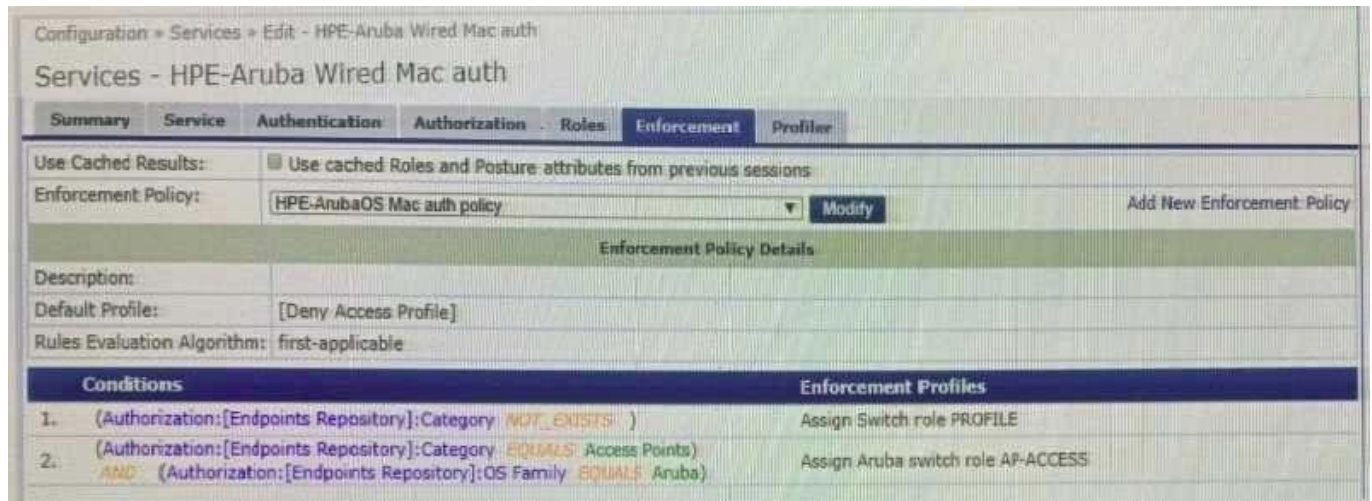 Configuration » Services » Edit - HPE-Aruba Wired Mac auth
Services - HPE-Aruba Wired Mac auth
Summary Service Authentication Authorization Roles Enforcement Profiler
Use Cached Results: Use cached Roles and Posture attributes from previous sessions
Enforcement Policy: HPE-ArubaOS Mac auth policy Modify Add New Enforcement Policy
Enforcement Policy Details
Description:
Default Profile: [Deny Access Profile]
Rules Evaluation Algorithm: first-applicable
Conditions Enforcement Profiles
1. (Authorization:[Endpoints Repository]:Category NOT_EXISTS ) Assign Switch role PROFILE
2. (Authorization:[Endpoints Repository]:Category EQUALS Access Points)
AND (Authorization:[Endpoints Repository]:OS Family EQUALS Aruba) Assign Aruba switch role AP-ACCESS